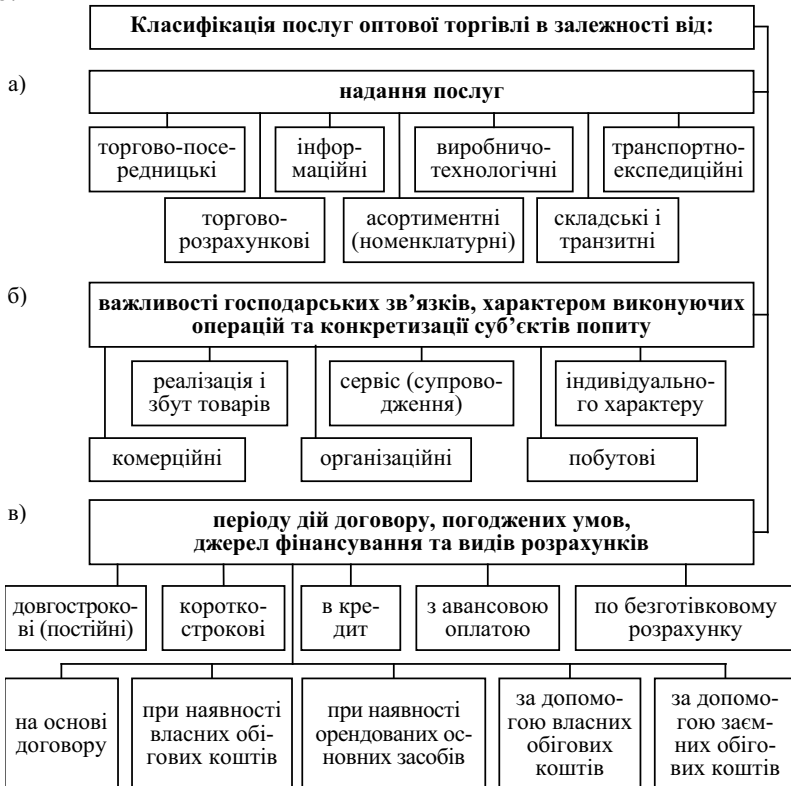 Класифікація послуг оптової торгівлі в залежності від:
а)
надання послуг
торгово-посе-
редницькі
інфор-
маційні
виробничо-
технологічні
транспортно-
експедиційні
торгово-
розрахункові
асортиментні
(номенклатурні)
складські і
транзитні
б)
важливості господарських зв’язків, характером виконуючих
операцій та конкретизації суб’єктів попиту
реалізація і
збут товарів
сервіс (супрово-
дження)
індивідуально-
го характеру
комерційні
організаційні
побутові
в)
періоду дій договору, погоджених умов,
джерел фінансування та видів розрахунків
довгостроко-
ві (постійні)
коротко-
строкові
в кре-
дит
з авансовою
оплатою
по безготівковому
розрахунку
на основі
договору
при наявності
власних обі-
гових коштів
при наявності
орендованих ос-
новних засобів
за допомо-
гою власних
обігових
коштів
за допомо-
гою заєм-
них обіго-
вих коштів